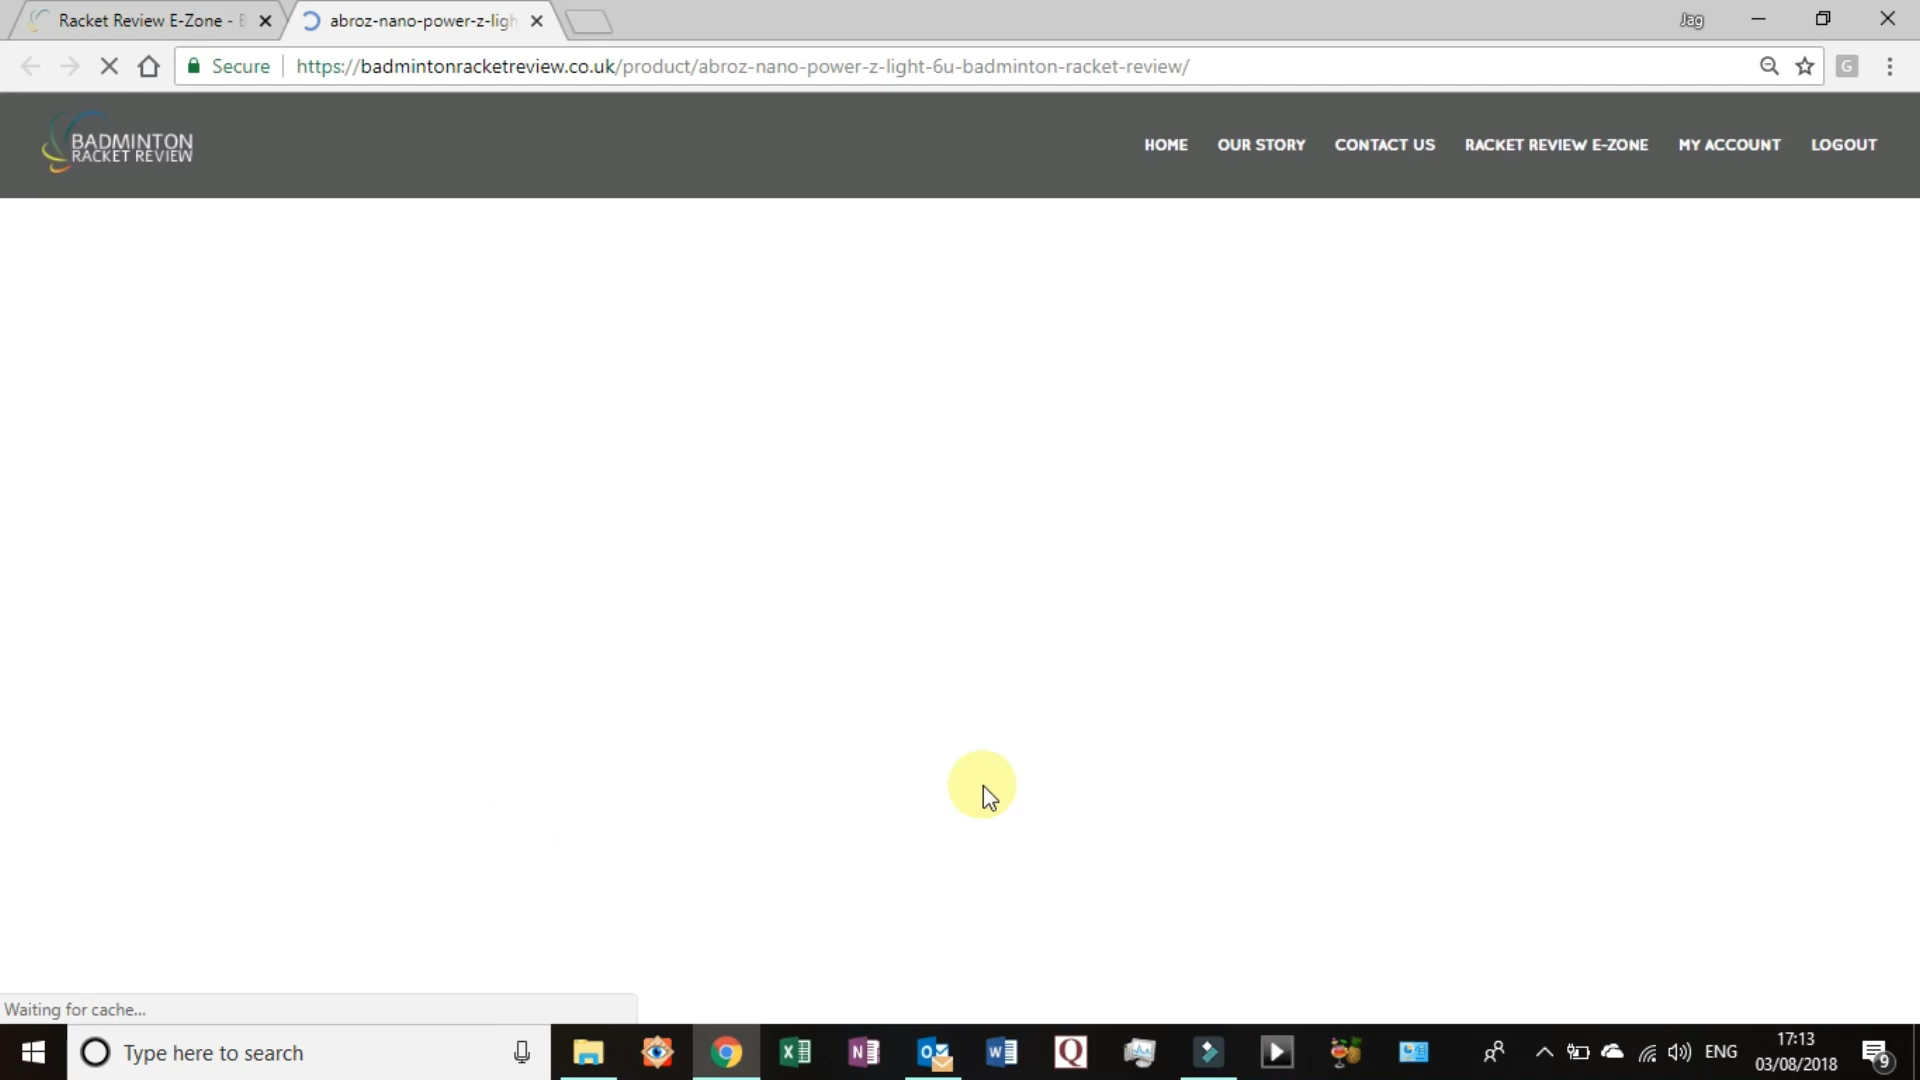 Racket Review E-Zone -
abroz-nano-power-z-ligh
Jag
Secure
https://badmintonracketreview.co.uk/product/abroz-nano-power-z-light-6u-badminton-racket-review/
G
BADMINTON
RACKET REVIEW
HOME
OUR STORY
CONTACT US
RACKET REVIEW E-ZONE
MY ACCOUNT
LOGOUT
Waiting for cache...
Type here to search
ENG
17:13
03/08/2018
9